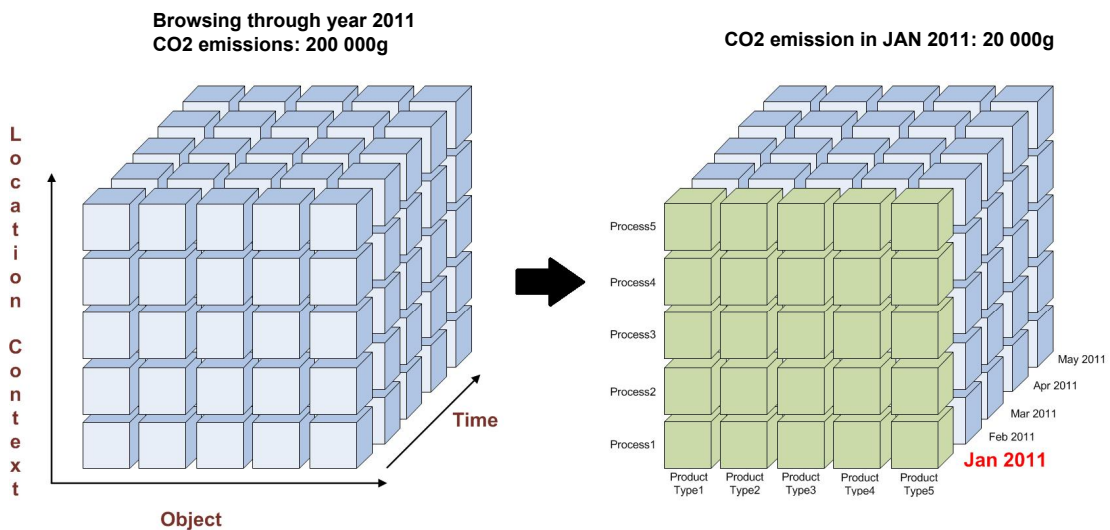 Browsing through year 2011
CO2 emissions: 200 000g
Location Context
Time
Object
CO2 emission in JAN 2011: 20 000g
Process5
Process4
Process3
Process2
Process1
May 2011
Apr 2011
Mar 2011
Feb 2011
Jan 2011
Product
Type1
Product
Type2
Product
Type3
Product
Type4
Product
Type5